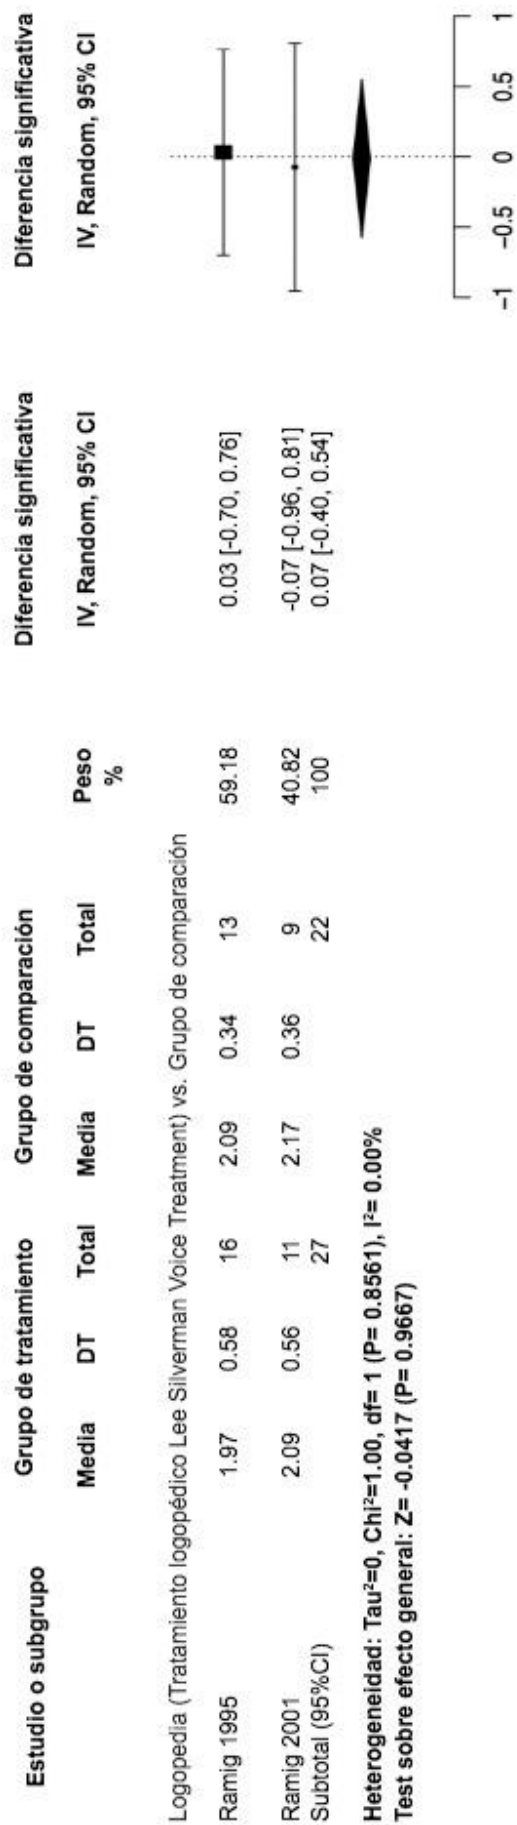 Estudio o subgrupo Grupo de tratamiento Grupo de comparación Diferencia significativa Diferencia significativa
Media DT Total Media DT Total Peso % IV, Random, 95% CI IV, Random, 95% CI
Logopedia (Tratamiento logopédico Lee Silverman Voice Treatment) vs. Grupo de comparación
Ramig 1995 1.97 0.58 16 2.09 0.34 13 59.18 0.03 [-0.70, 0.76]
Ramig 2001 2.09 0.56 11 2.17 0.36 9 40.82 -0.07 [-0.96, 0.81]
Subtotal (95%CI) 27 22 100 0.07 [-0.40, 0.54]
Heterogeneidad: Tau²=0, Chi²=1.00, df= 1 (P= 0.8561), I²= 0.00%
Test sobre efecto general: Z= -0.0417 (P= 0.9667)
−1 −0.5 0 0.5 1